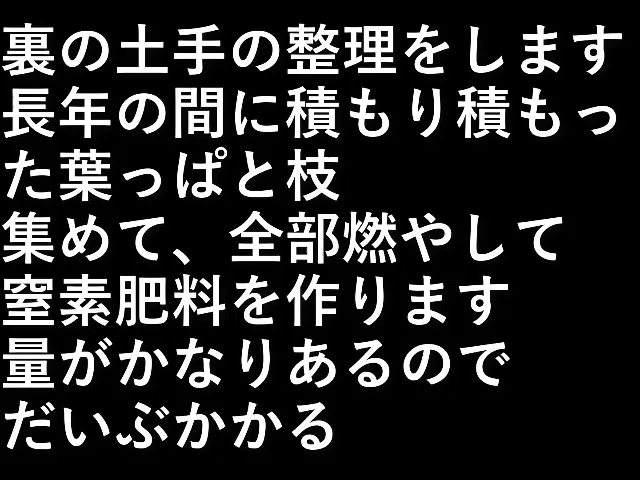 裏の土手の整理をします
長年の間に積もり積もっ
た葉っぱと枝
集めて、全部燃やして
窒素肥料を作ります
量がかなりあるので
だいぶかかる